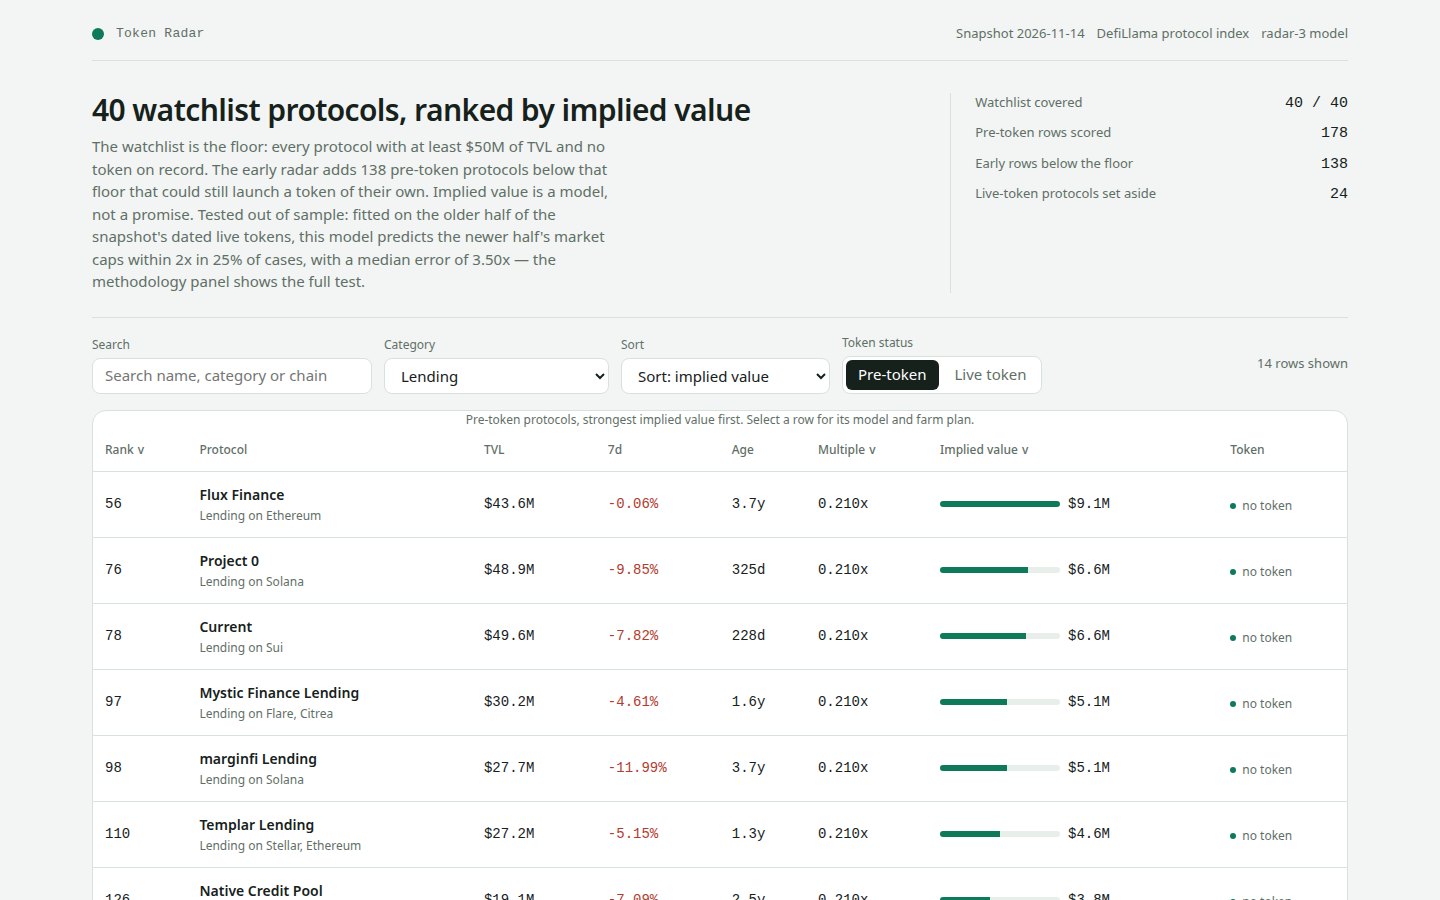 Token Radar
Snapshot 2026-11-14 DefiLlama protocol index radar-3 model
40 watchlist protocols, ranked by implied value
The watchlist is the floor: every protocol with at least $50M of TVL and no
token on record. The early radar adds 138 pre-token protocols below that
floor that could still launch a token of their own. Implied value is a model,
not a promise. Tested out of sample: fitted on the older half of the
snapshot's dated live tokens, this model predicts the newer half's market
caps within 2x in 25% of cases, with a median error of 3.50x — the
methodology panel shows the full test.
Watchlist covered 40 / 40
Pre-token rows scored 178
Early rows below the floor 138
Live-token protocols set aside 24
Search
Search name, category or chain
Category
Lending
Sort
Sort: implied value
Token status
Pre-token Live token
14 rows shown
Pre-token protocols, strongest implied value first. Select a row for its model and farm plan.
Rank v Protocol TVL 7d Age Multiple v Implied value v Token
56 Flux Finance $43.6M -0.06% 3.7y 0.210x $9.1M no token
Lending on Ethereum
76 Project 0 $48.9M -9.85% 325d 0.210x $6.6M no token
Lending on Solana
78 Current $49.6M -7.82% 228d 0.210x $6.6M no token
Lending on Sui
97 Mystic Finance Lending $30.2M -4.61% 1.6y 0.210x $5.1M no token
Lending on Flare, Citrea
98 marginfi Lending $27.7M -11.99% 3.7y 0.210x $5.1M no token
Lending on Solana
110 Templar Lending $27.2M -5.15% 1.3y 0.210x $4.6M no token
Lending on Stellar, Ethereum
126 Native Credit Pool $19.1M -7.09% 2.5y 0.210x $3.8M